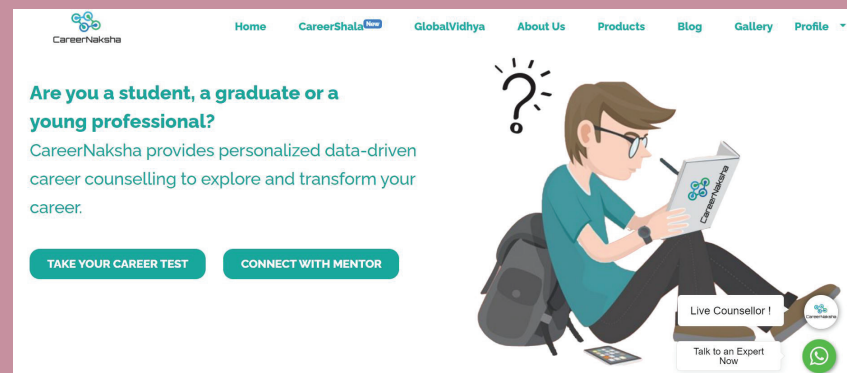 CareerNaksha
Home CareerShala New GlobalVidhya About Us Products Blog Gallery Profile
Are you a student, a graduate or a
young professional?
CareerNaksha provides personalized data-driven
career counselling to explore and transform your
career.
TAKE YOUR CAREER TEST CONNECT WITH MENTOR
CareerNaksha
Live Counsellor !
CareerNaksha
Talk to an Expert
Now